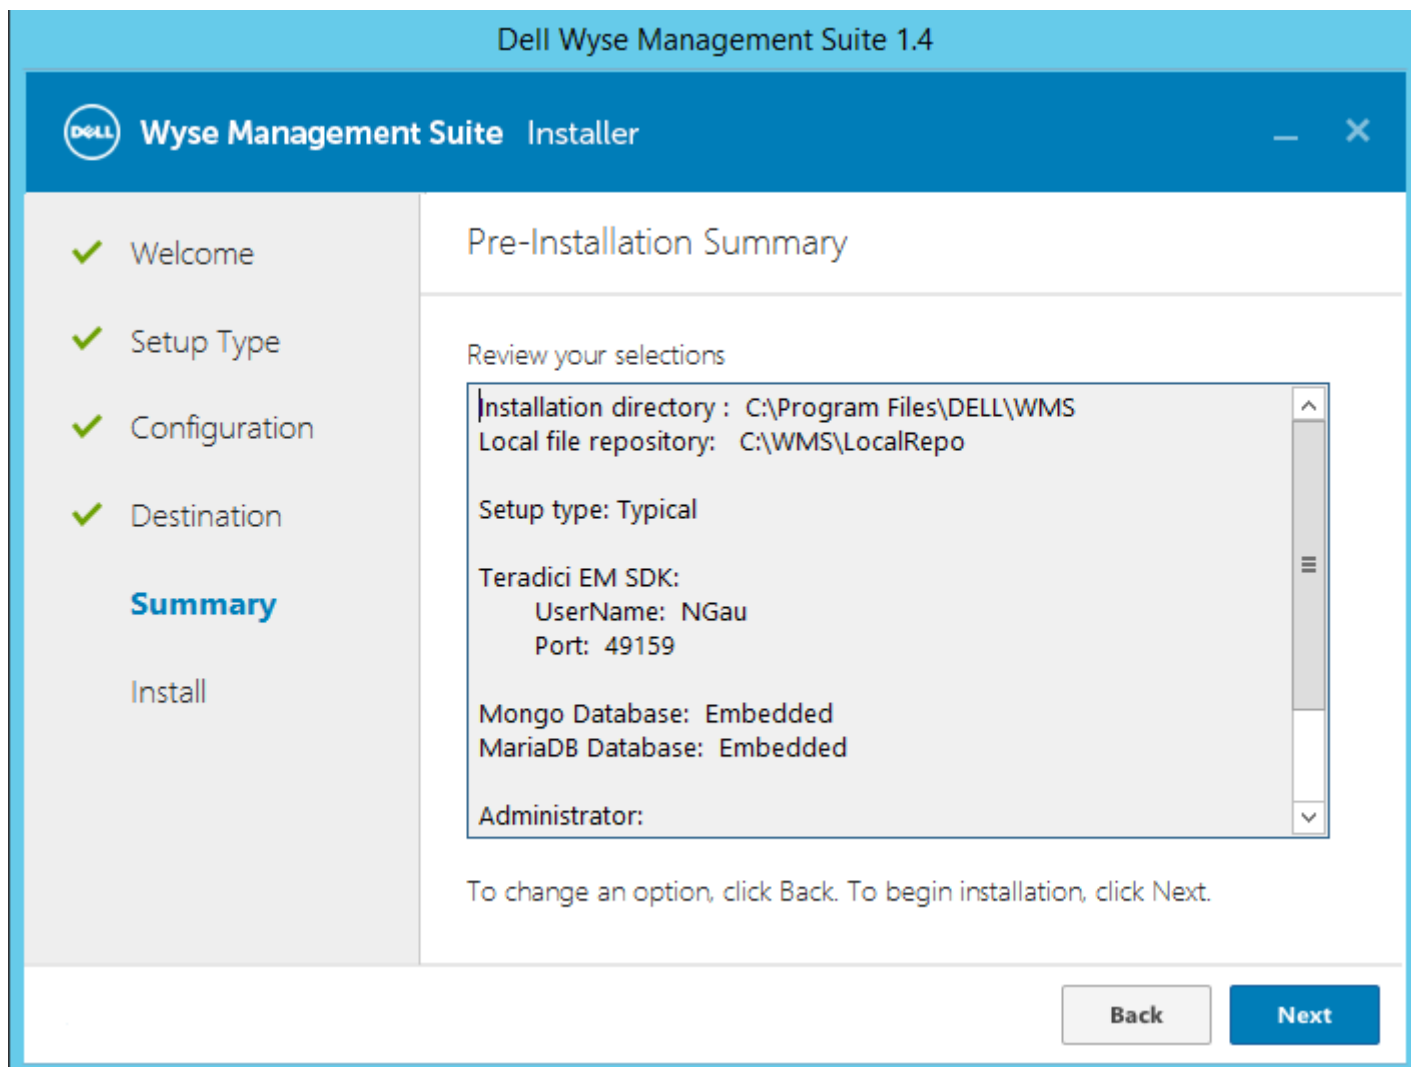 Dell Wyse Management Suite 1.4
DELL Wyse Management Suite Installer
Welcome
Setup Type
Configuration
Destination
Summary
Install
Pre-Installation Summary
Review your selections
Installation directory : C:\Program Files\DELL\WMS
Local file repository: C:\WMS\LocalRepo
Setup type: Typical
Teradici EM SDK:
UserName: NGau
Port: 49159
Mongo Database: Embedded
MariaDB Database: Embedded
Administrator:
To change an option, click Back. To begin installation, click Next.
Back
Next